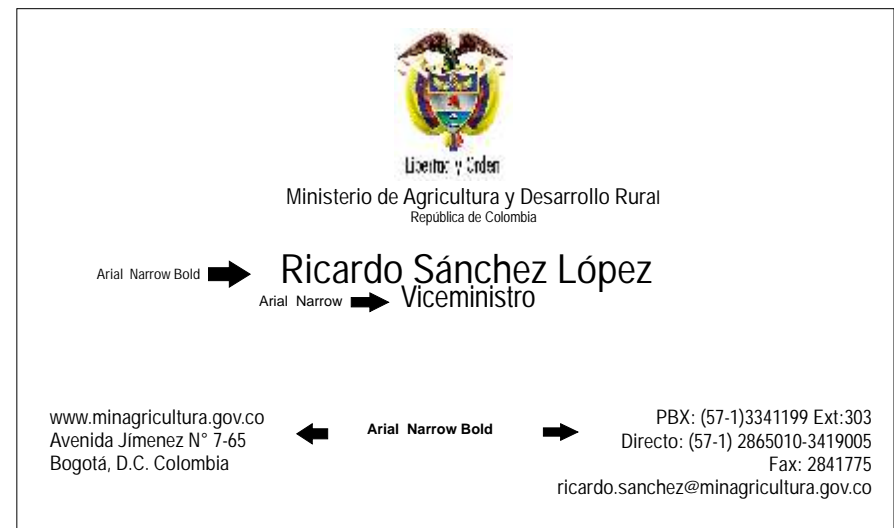 Libertad y Orden
Ministerio de Agricultura y Desarrollo Rural
República de Colombia
Arial Narrow Bold
Ricardo Sánchez López
Arial Narrow
Viceministro
www.minagricultura.gov.co
Avenida Jímenez N° 7-65
Bogotá, D.C. Colombia
Arial Narrow Bold
PBX: (57-1)3341199 Ext:303
Directo: (57-1) 2865010-3419005
Fax: 2841775
ricardo.sanchez@minagricultura.gov.co